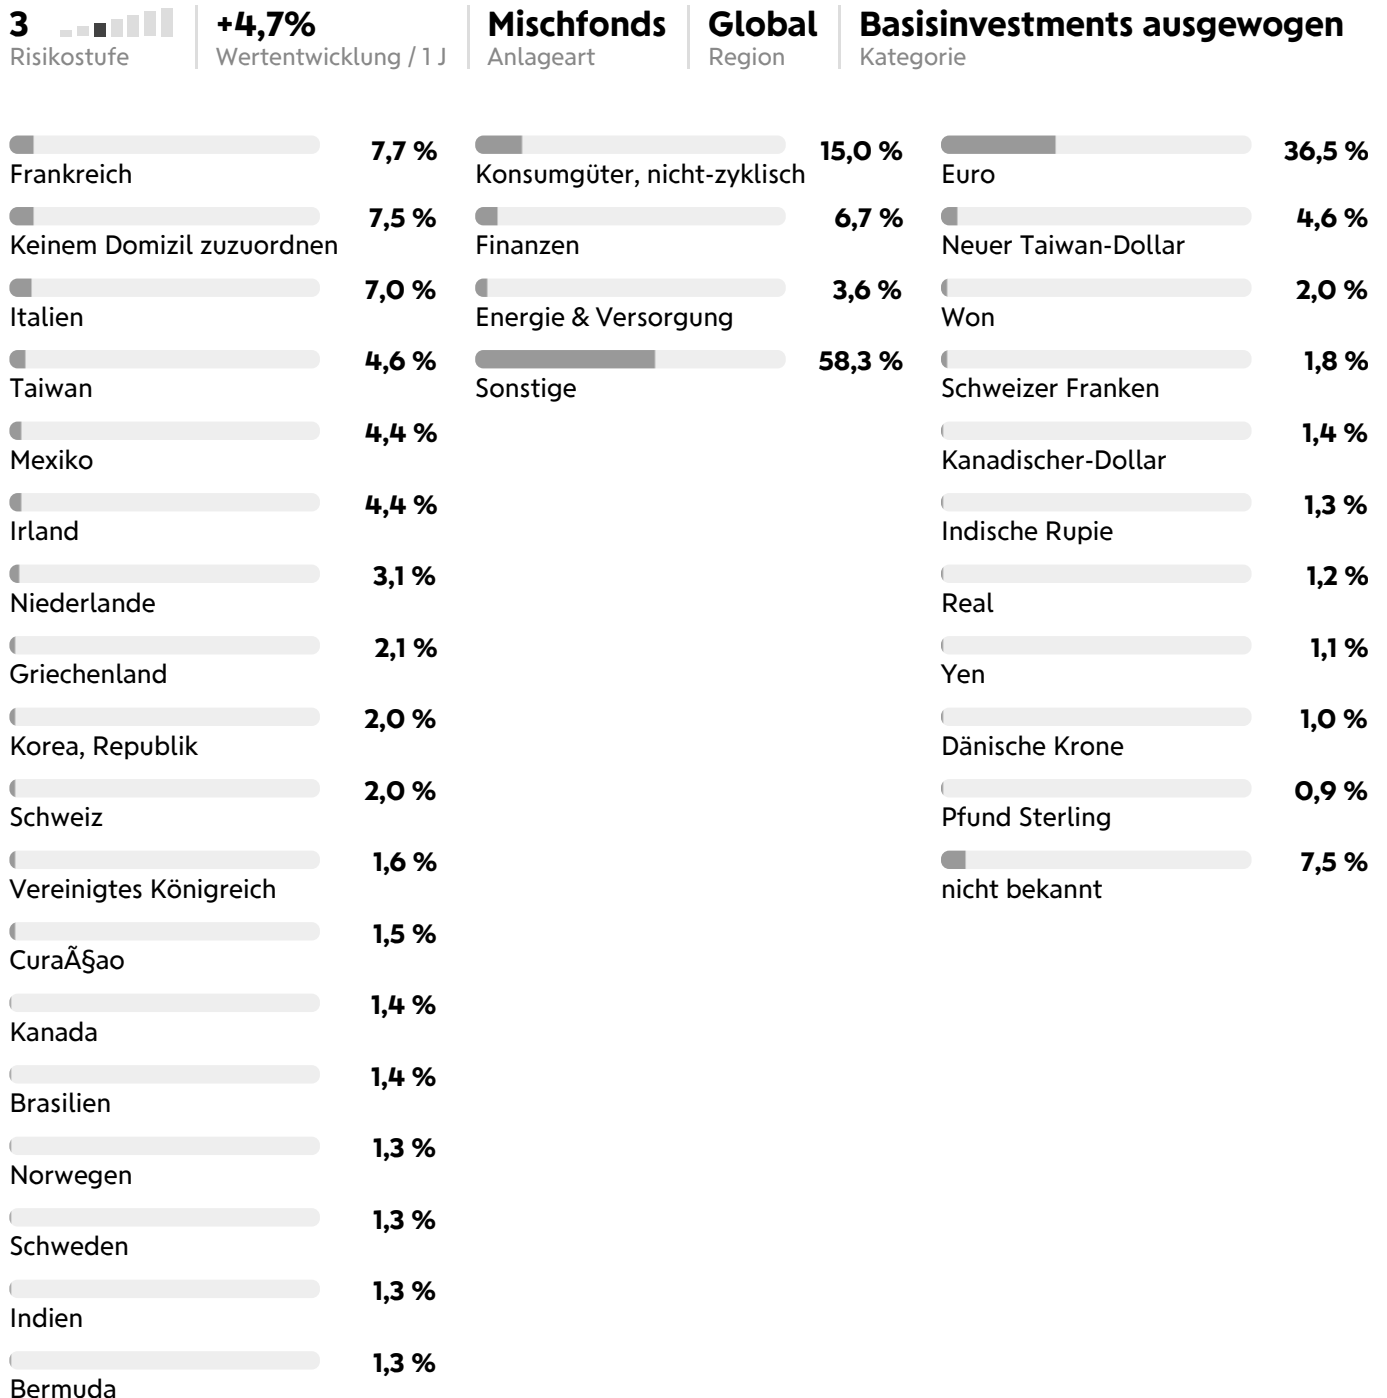 3
Risikostufe
+4,7%
Wertentwicklung / 1 J
Mischfonds
Anlageart
Global
Region
Basisinvestments ausgewogen
Kategorie
7,7 %
Frankreich
7,5 %
Keinem Domizil zuzuordnen
7,0 %
Italien
4,6 %
Taiwan
4,4 %
Mexiko
4,4 %
Irland
3,1 %
Niederlande
2,1 %
Griechenland
2,0 %
Korea, Republik
2,0 %
Schweiz
1,6 %
Vereinigtes Königreich
1,5 %
CuraÃ§ao
1,4 %
Kanada
1,4 %
Brasilien
1,3 %
Norwegen
1,3 %
Schweden
1,3 %
Indien
1,3 %
Bermuda
15,0 %
Konsumgüter, nicht-zyklisch
6,7 %
Finanzen
3,6 %
Energie & Versorgung
58,3 %
Sonstige
36,5 %
Euro
4,6 %
Neuer Taiwan-Dollar
2,0 %
Won
1,8 %
Schweizer Franken
1,4 %
Kanadischer-Dollar
1,3 %
Indische Rupie
1,2 %
Real
1,1 %
Yen
1,0 %
Dänische Krone
0,9 %
Pfund Sterling
7,5 %
nicht bekannt